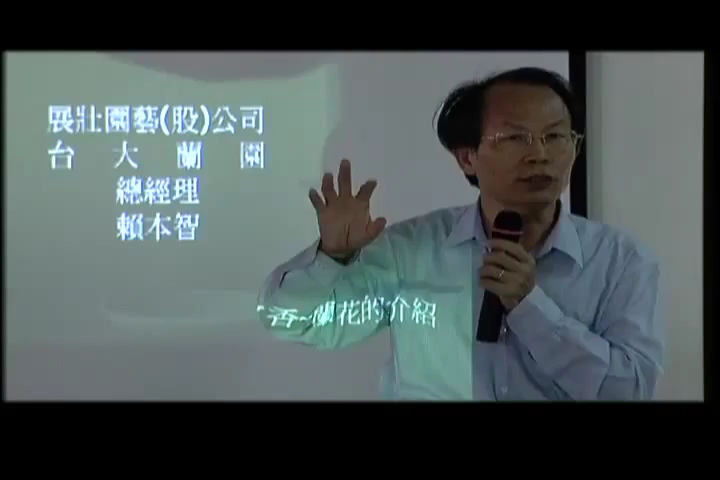 展壯園藝(股)公司
台大蘭園
總經理
賴本智
香~蘭花的介紹